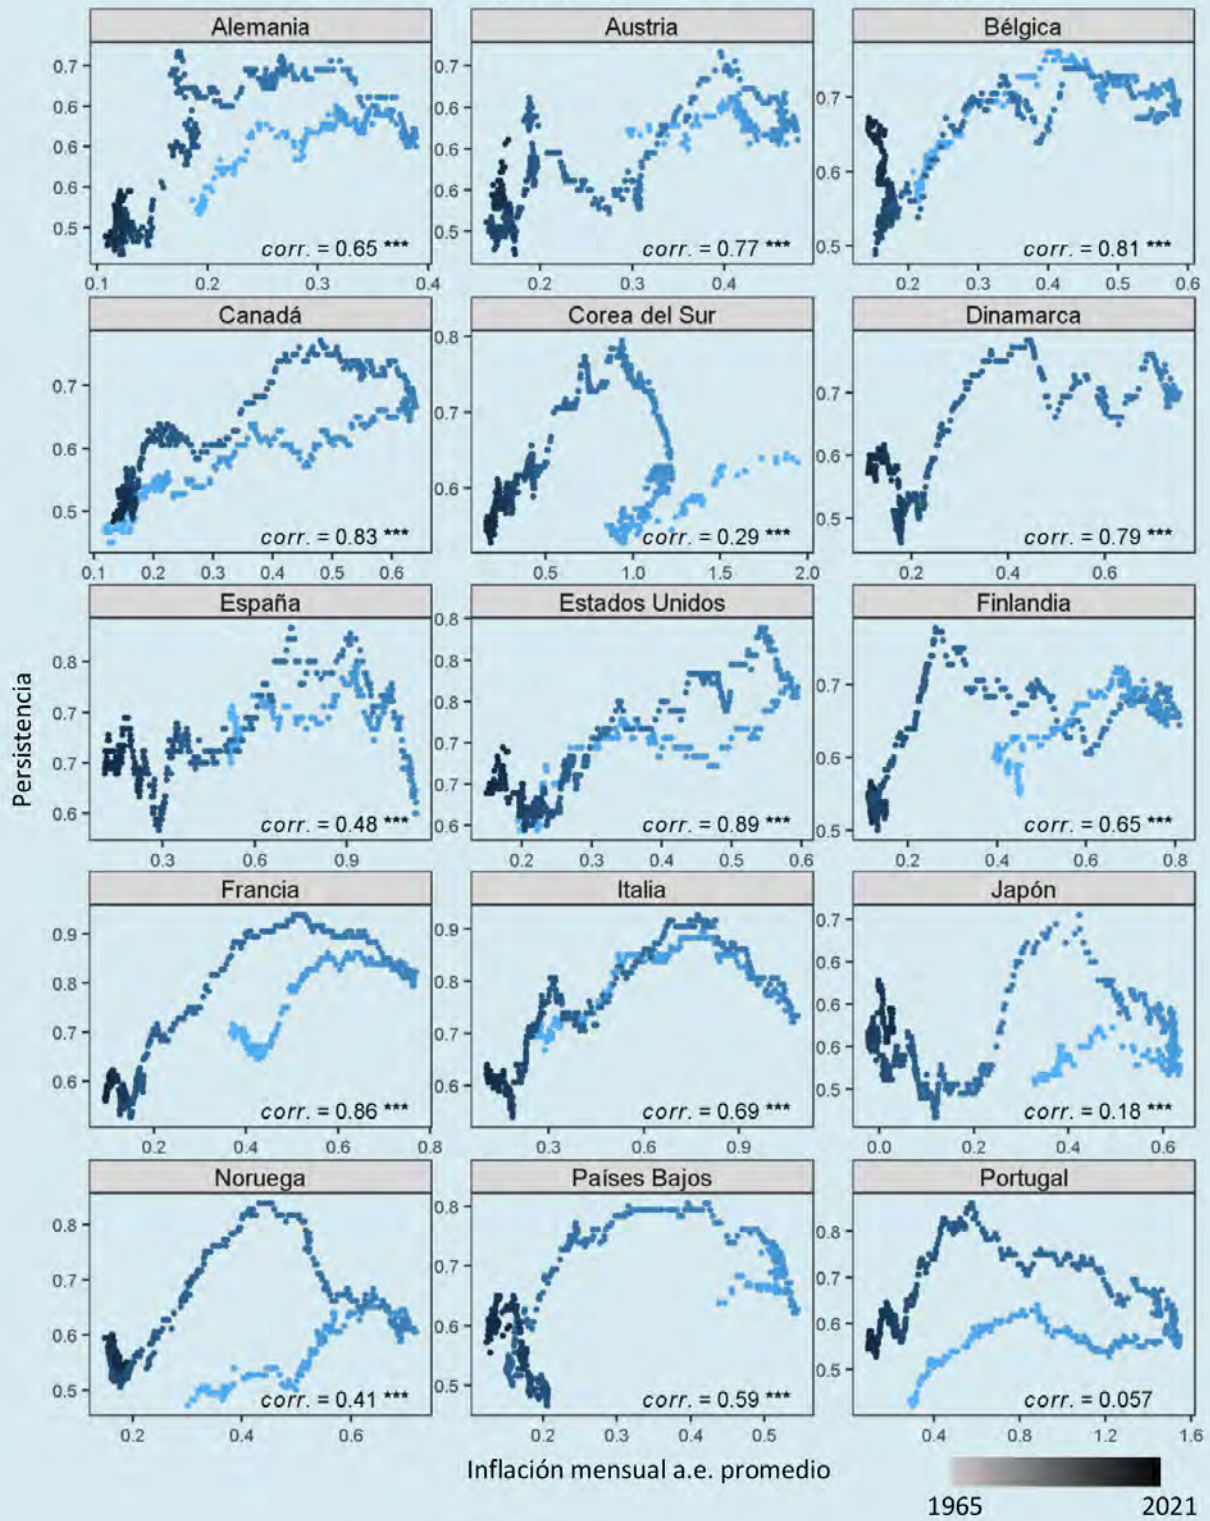 Alemania Austria Bélgica
0.7 0.7
0.6 0.6 0.7
0.6 0.6
0.6 0.6 0.6
0.5 0.5 0.5
corr. = 0.65 *** corr. = 0.77 *** corr. = 0.81 ***
0.1 0.2 0.3 0.4 0.2 0.3 0.4 0.2 0.3 0.4 0.5 0.6
Canadá Corea del Sur Dinamarca
0.8
0.7 0.7 0.7
0.6 0.6 0.6
0.5 0.5
corr. = 0.83 *** corr. = 0.29 *** corr. = 0.79 ***
0.1 0.2 0.3 0.4 0.5 0.6 0.5 1.0 1.5 2.0 0.2 0.4 0.6
España Estados Unidos Finlandia
0.8
0.8 0.8
0.8 0.7
0.7 0.7
0.7 0.7 0.6
0.6 0.6 0.5
corr. = 0.48 *** corr. = 0.89 *** corr. = 0.65 ***
0.3 0.6 0.9 0.2 0.3 0.4 0.5 0.6 0.2 0.4 0.6 0.8
Persistencia
Francia Italia Japón
0.9 0.9 0.7
0.8 0.8 0.6
0.6
0.7 0.7 0.6
0.6 0.6 0.5
corr. = 0.86 *** corr. = 0.69 *** corr. = 0.18 ***
0.2 0.4 0.6 0.8 0.3 0.6 0.9 0.0 0.2 0.4 0.6
Noruega Países Bajos Portugal
0.8 0.8 0.8
0.7 0.7 0.7
0.6 0.6 0.6
0.5 0.5 0.5
corr. = 0.41 *** corr. = 0.59 *** corr. = 0.057
0.2 0.4 0.6 0.2 0.3 0.4 0.5 0.4 0.8 1.2 1.6
Inflación mensual a.e. promedio
1965 2021